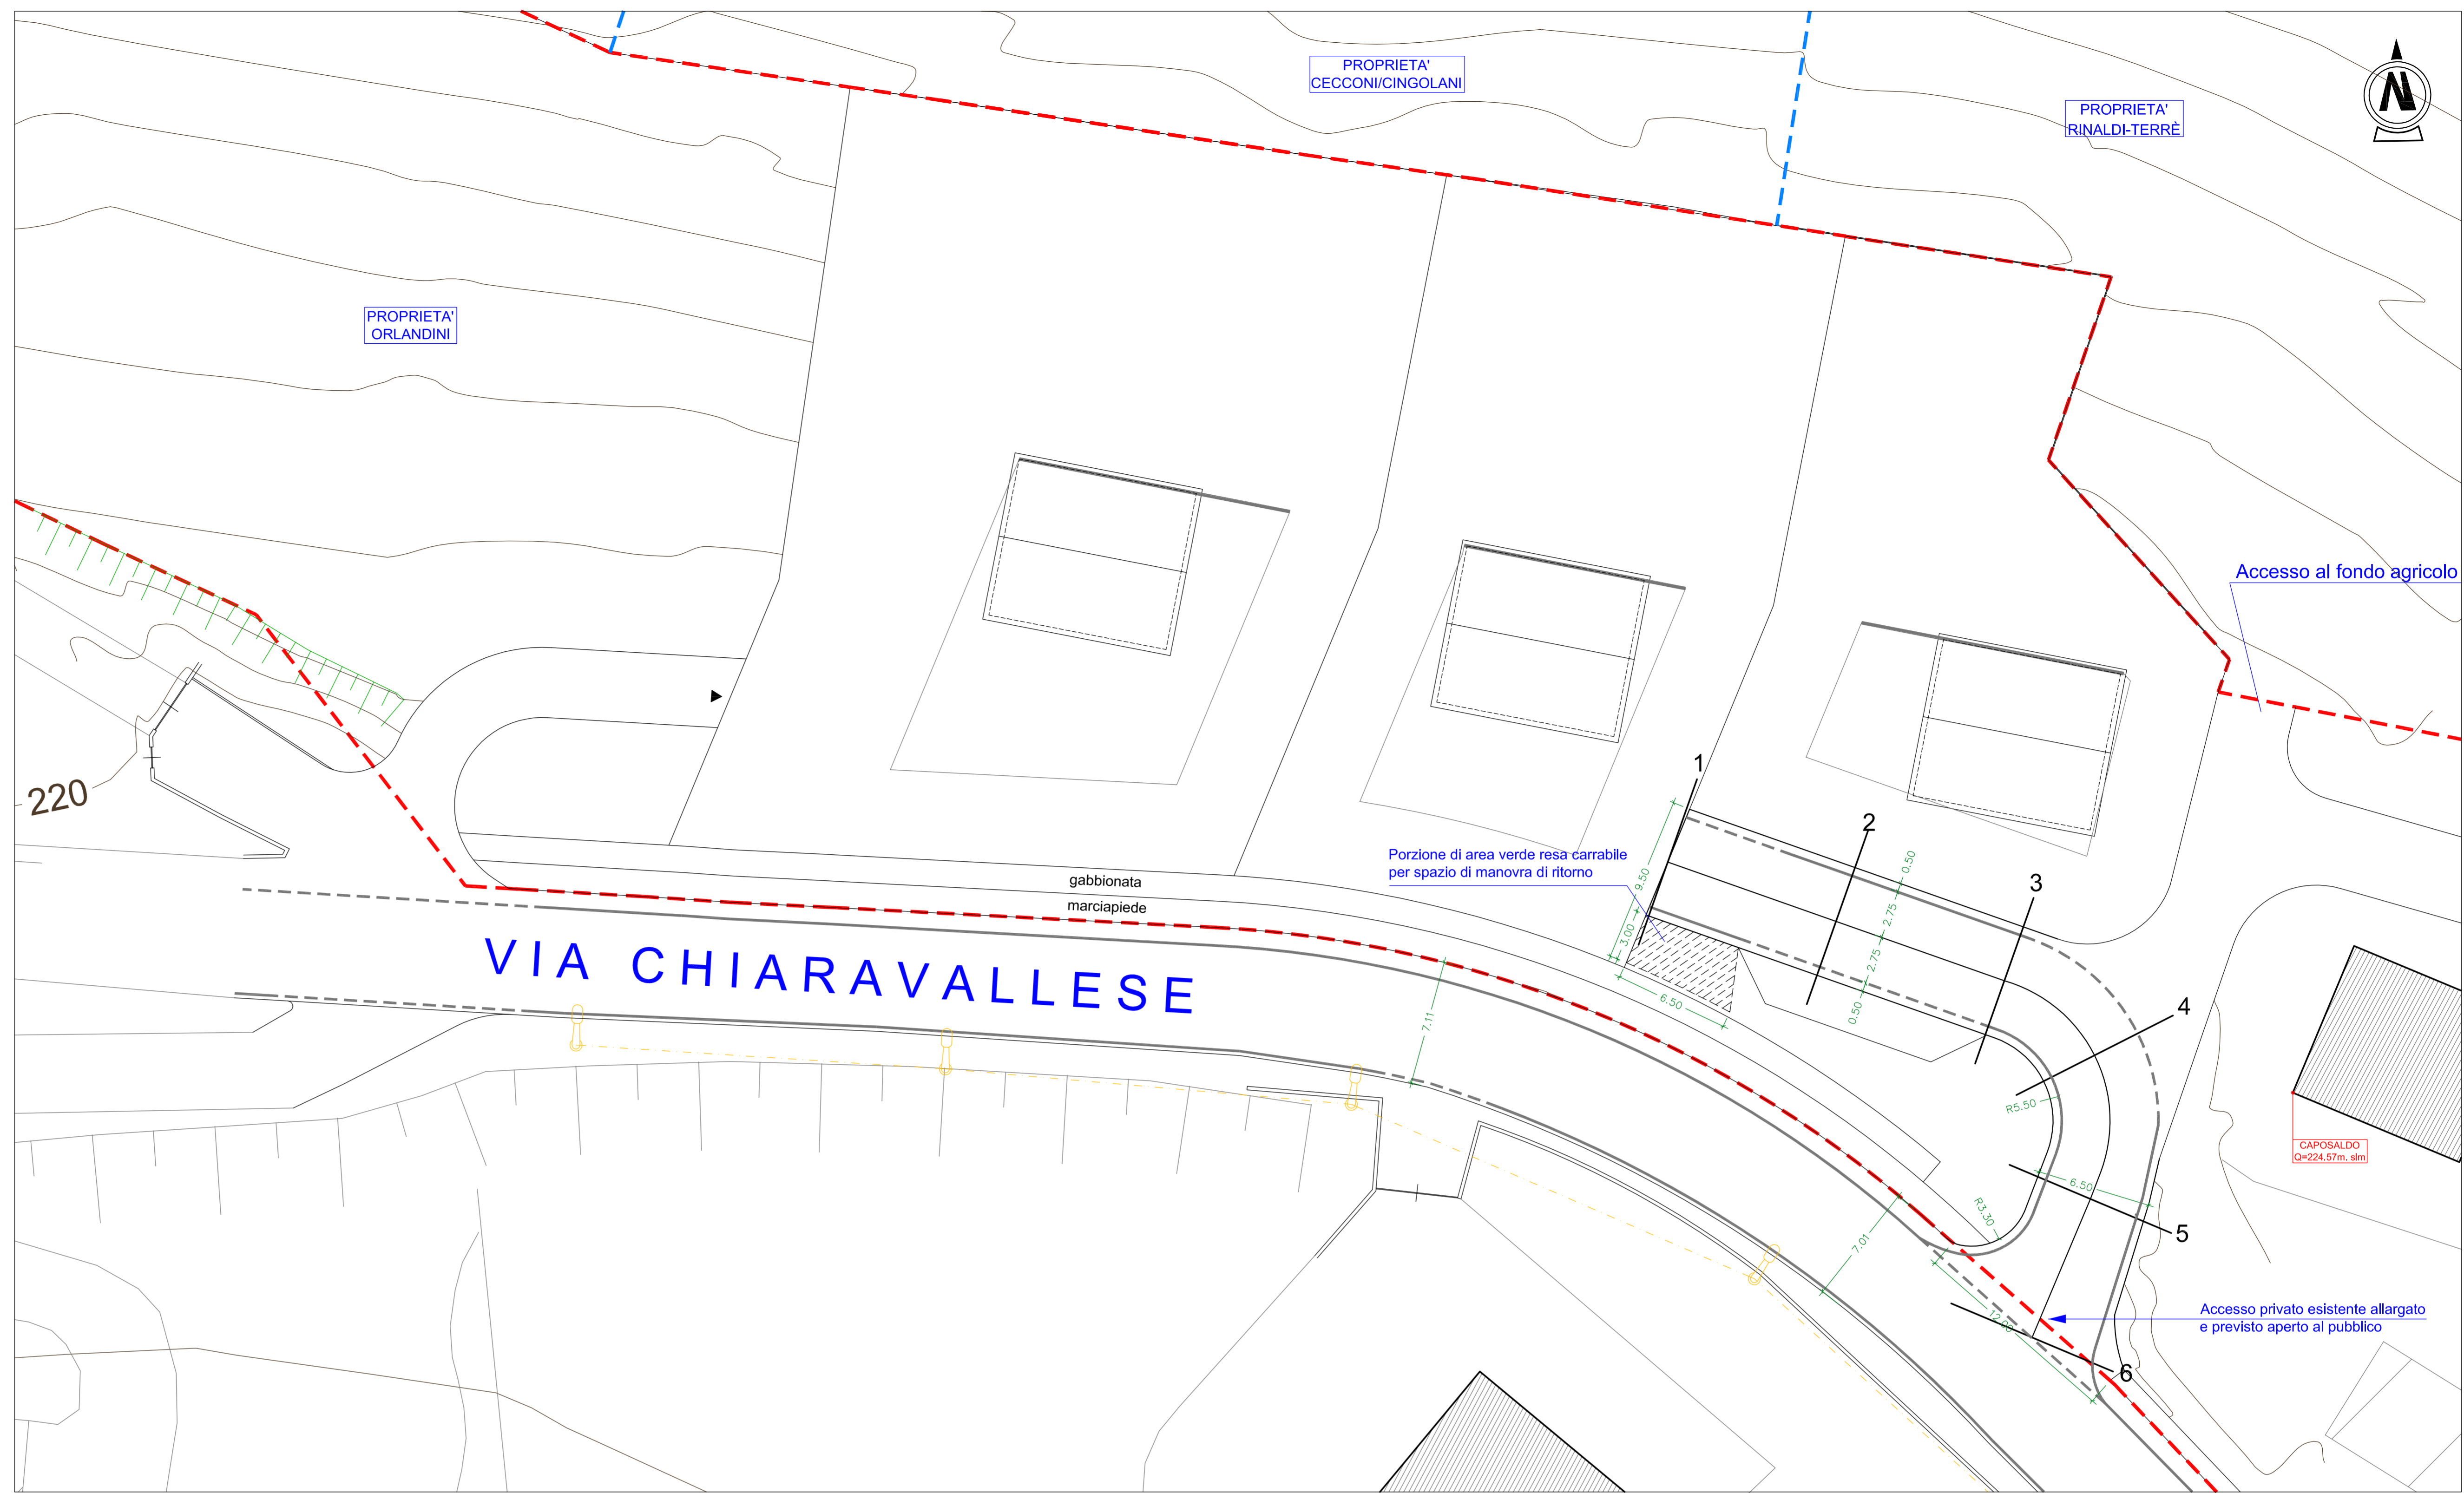 PROPRIETA'
CECCONI/CINGOLANI
PROPRIETA'
RINALDI-TERRÈ
N
PROPRIETA'
ORLANDINI
Accesso al fondo agricolo
220
1
2
3
4
5
6
Porzione di area verde resa carrabile
per spazio di manovra di ritorno
9.50
3.00
6.50
0.50
2.75
2.75
0.50
gabbionata
marciapiede
VIA CHIARAVALLESE
7.11
R5.50
6.50
R3.30
7.01
12.00
CAPOSALDO
Q=224,57m. slm
Accesso privato esistente allargato
e previsto aperto al pubblico